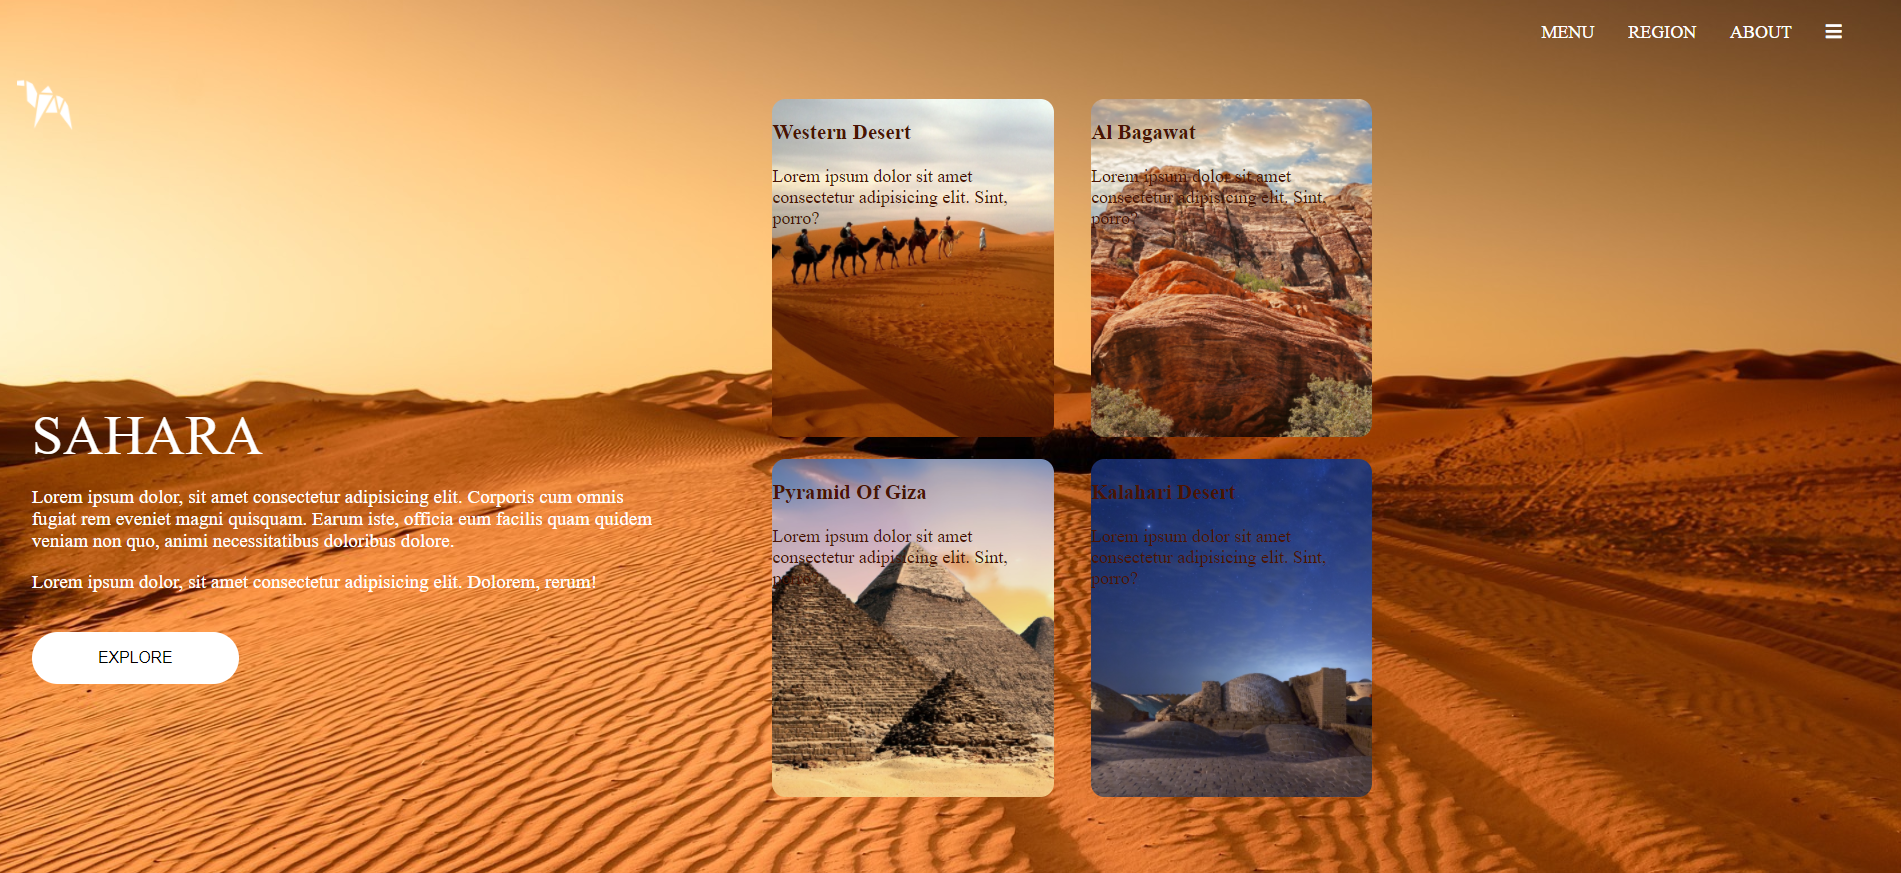 MENU REGION ABOUT
Western Desert
Lorem ipsum dolor sit amet
consectetur adipisicing elit. Sint,
porro?
Al Bagawat
Lorem ipsum dolor sit amet
consectetur adipisicing elit. Sint,
porro?
SAHARA
Lorem ipsum dolor, sit amet consectetur adipisicing elit. Corporis cum omnis
fugiat rem eveniet magni quisquam. Earum iste, officia eum facilis quam quidem
veniam non quo, animi necessitatibus doloribus dolore.
Lorem ipsum dolor, sit amet consectetur adipisicing elit. Dolorem, rerum!
EXPLORE
Pyramid Of Giza
Lorem ipsum dolor sit amet
consectetur adipisicing elit. Sint,
porro?
Kalahari Desert
Lorem ipsum dolor sit amet
consectetur adipisicing elit. Sint,
porro?